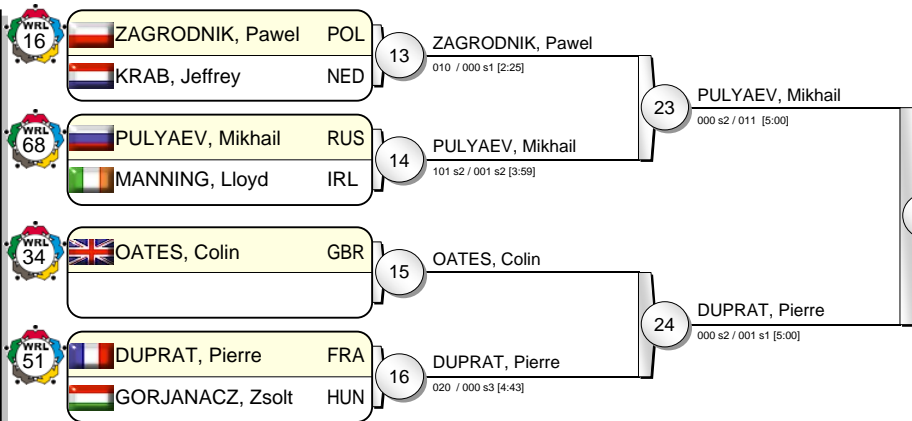 WRL 16
ZAGRODNIK, Pawel POL
KRAB, Jeffrey NED
13
ZAGRODNIK, Pawel
010 / 000 s1 [2:25]
23
PULYAEV, Mikhail
000 s2 / 011 [5:00]
WRL 68
PULYAEV, Mikhail RUS
MANNING, Lloyd IRL
14
PULYAEV, Mikhail
101 s2 / 001 s2 [3:59]
WRL 34
OATES, Colin GBR
15
OATES, Colin
24
DUPRAT, Pierre
000 s2 / 001 s1 [5:00]
WRL 51
DUPRAT, Pierre FRA
GORJANACZ, Zsolt HUN
16
DUPRAT, Pierre
020 / 000 s3 [4:43]